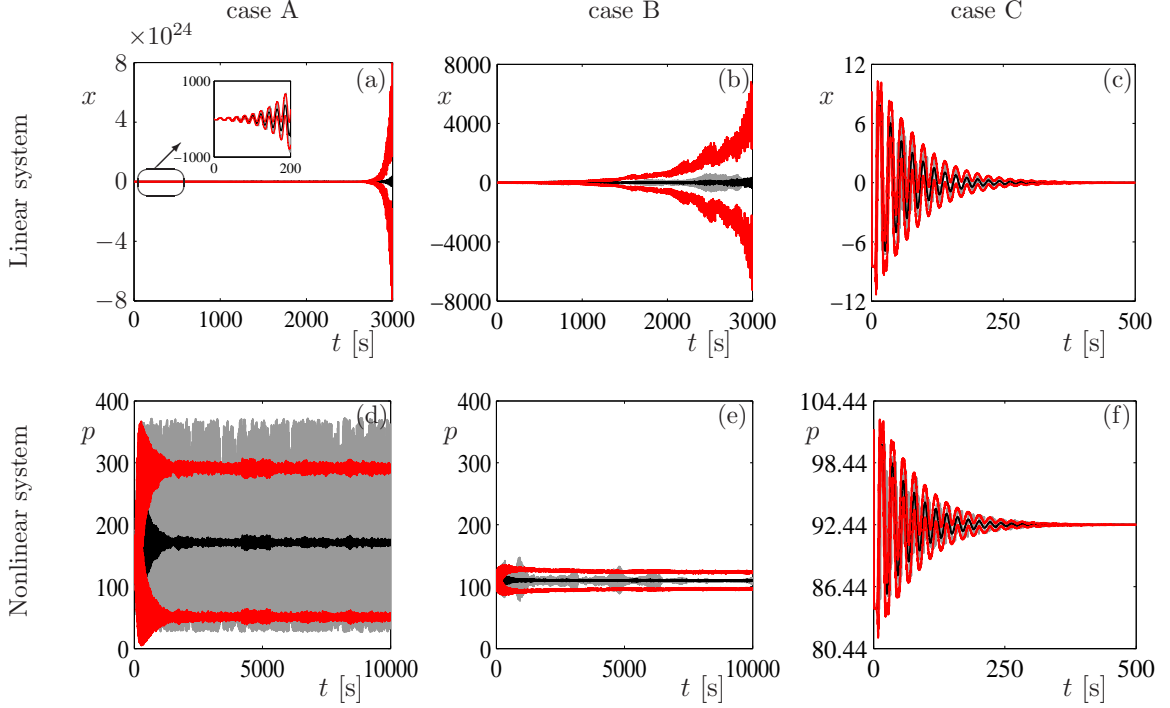 case A
case B
case C
Linear system
×10^24
(a)
x
8
4
0
−4
−8
1000
−1000
0
200
0
1000
2000
3000
t [s]
(b)
x
8000
4000
0
−4000
−8000
0
1000
2000
3000
t [s]
(c)
x
12
6
0
−6
−12
0
250
500
t [s]
Nonlinear system
(d)
p
400
300
200
100
0
0
5000
10000
t [s]
(e)
p
400
300
200
100
0
0
5000
10000
t [s]
(f)
p
104.44
98.44
92.44
86.44
80.44
0
250
500
t [s]